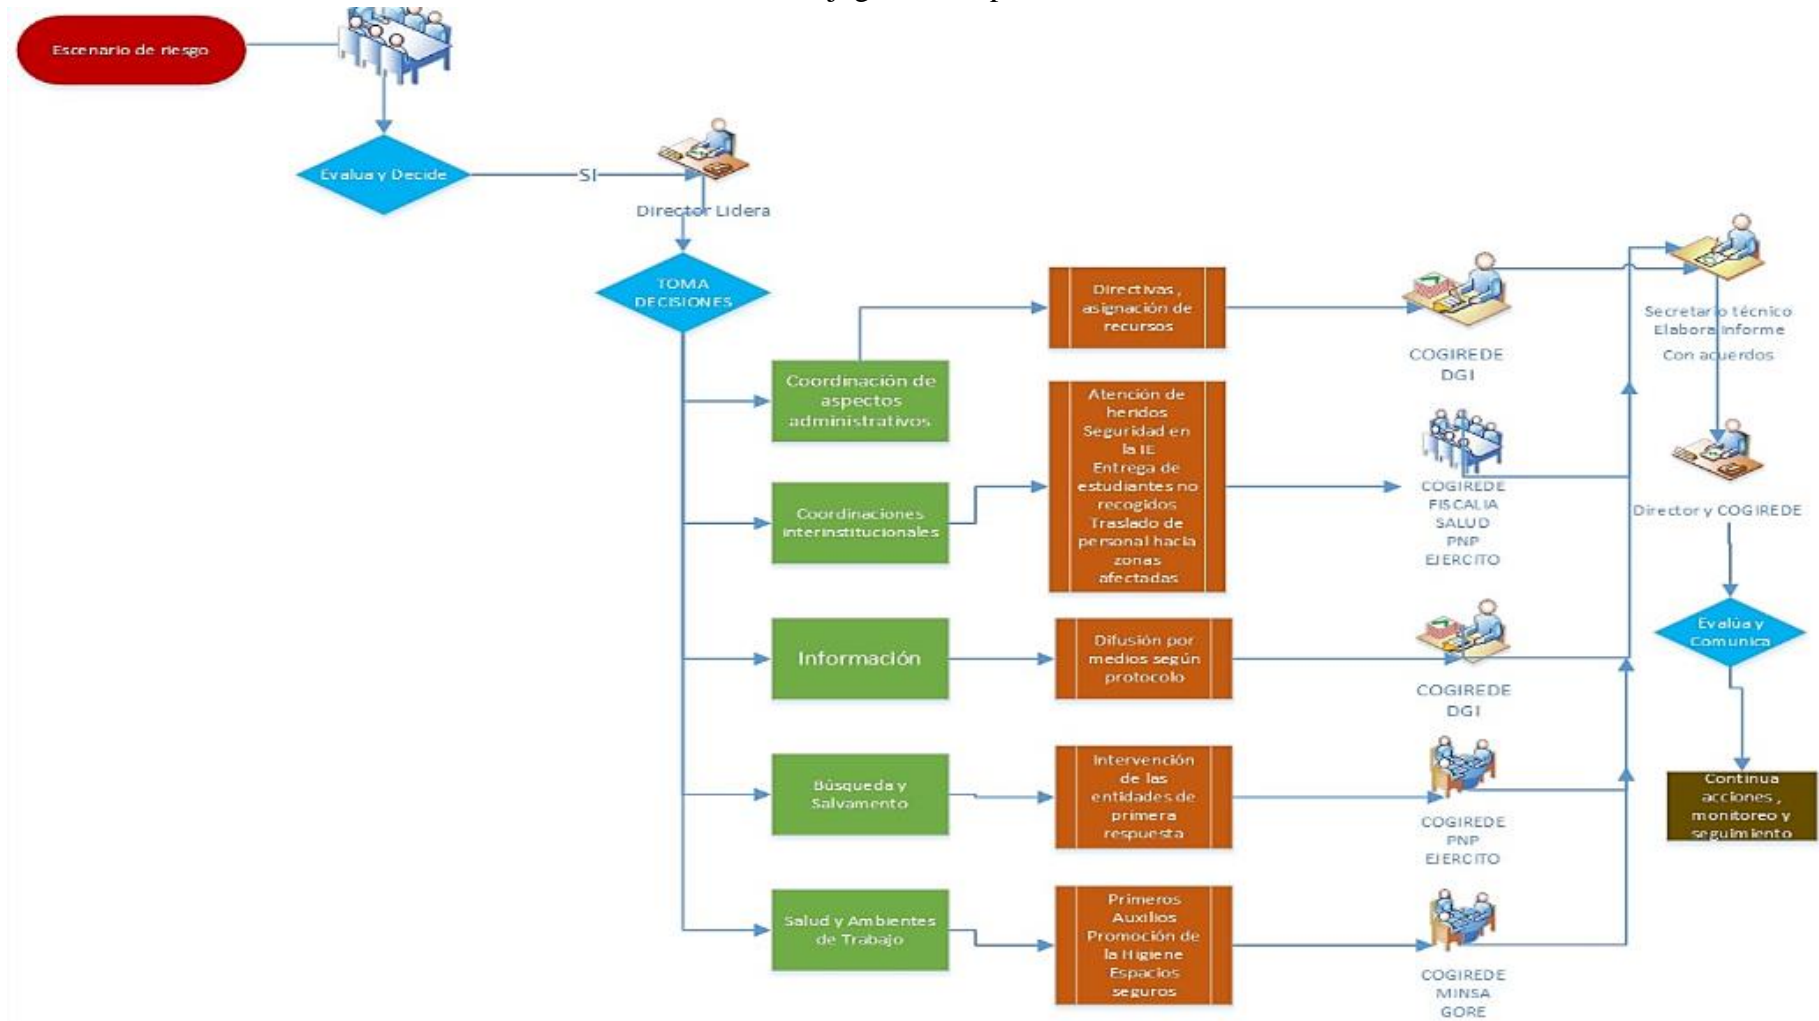 Escenario de riesgo
Evalua y Decide
SI
Director Lidera
TOMA
DECISIONES
Coordinación de
aspectos
administrativos
Directivas ,
asignación de
recursos
COGIREDE
DGI
Coordinaciones
interinstitucionales
Atención de
heridos
Seguridad en
la IE
Entrega de
estudiantes no
recogidos
Traslado de
personal hacia
zonas
afectadas
COGIREDE
FISCALIA
SALUD
PNP
EJERCITO
Información
Difusión por
medios según
protocolo
COGIREDE
DGI
Búsqueda y
Salvamento
Intervención
de las
entidades de
primera
respuesta
COGIREDE
PNP
EJERCITO
Salud y Ambientes
de Trabajo
Primeros
Auxilios
Promoción de
la Higiene
Espacios
seguros
COGIREDE
MINSA
GORE
Secretario técnico
Elabora Informe
Con acuerdos
Director y COGIREDE
Evalúa y
Comunica
Continua
acciones ,
monitoreo y
seguimiento